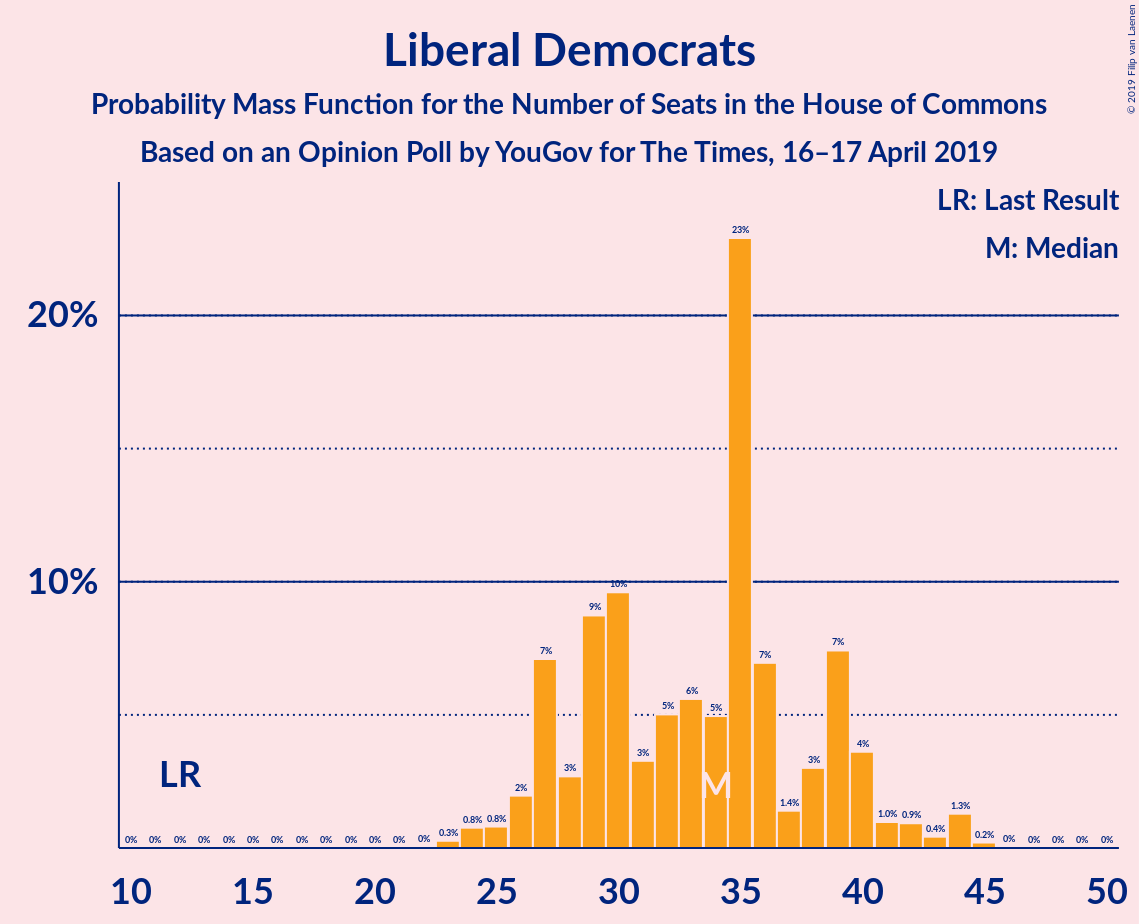 © 2019 Filip van Laenen
Liberal Democrats
Probability Mass Function for the Number of Seats in the House of Commons
Based on an Opinion Poll by YouGov for The Times, 16–17 April 2019
LR: Last Result
M: Median
20%
10%
LR
M
0% 0% 0% 0% 0% 0% 0% 0% 0% 0% 0% 0% 0% 0.3% 0.8% 0.8% 2% 7% 3% 9% 10% 3% 5% 6% 5% 23% 7% 1.4% 3% 7% 4% 1.0% 0.9% 0.4% 1.3% 0.2% 0% 0% 0% 0% 0%
10 15 20 25 30 35 40 45 50